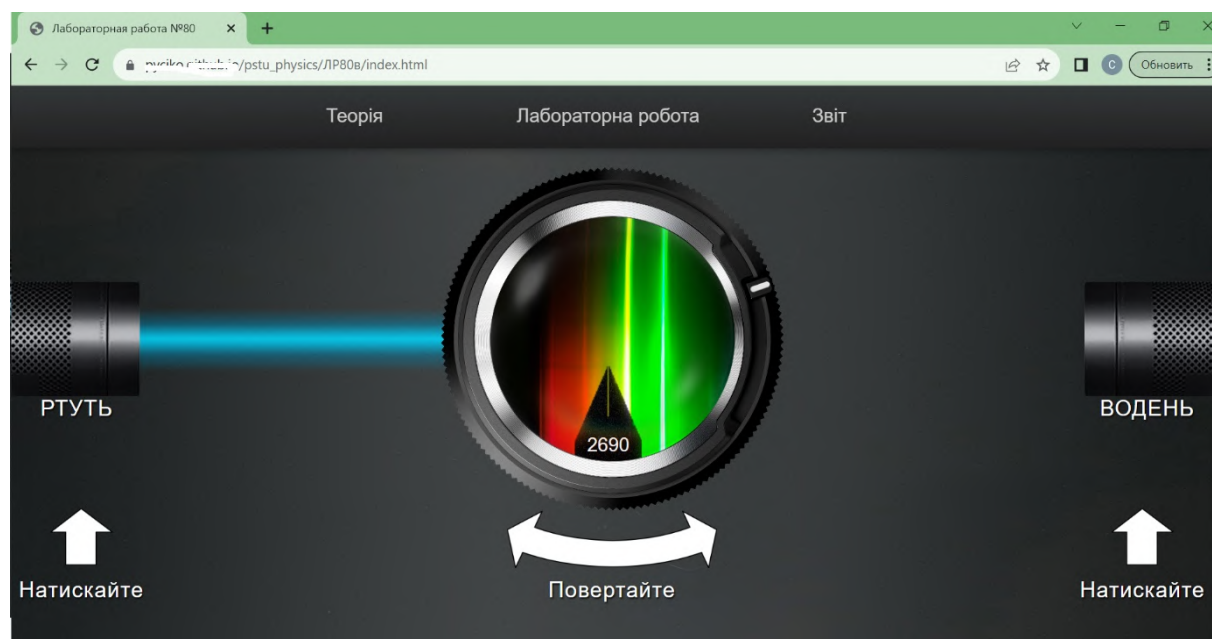 Лабораторная работа №80
/pstu_physics/ЛР80в/index.html
С
Обновить
Теорія
Лабораторна робота
Звіт
РТУТЬ
2690
ВОДЕНЬ
Натискайте
Повертайте
Натискайте